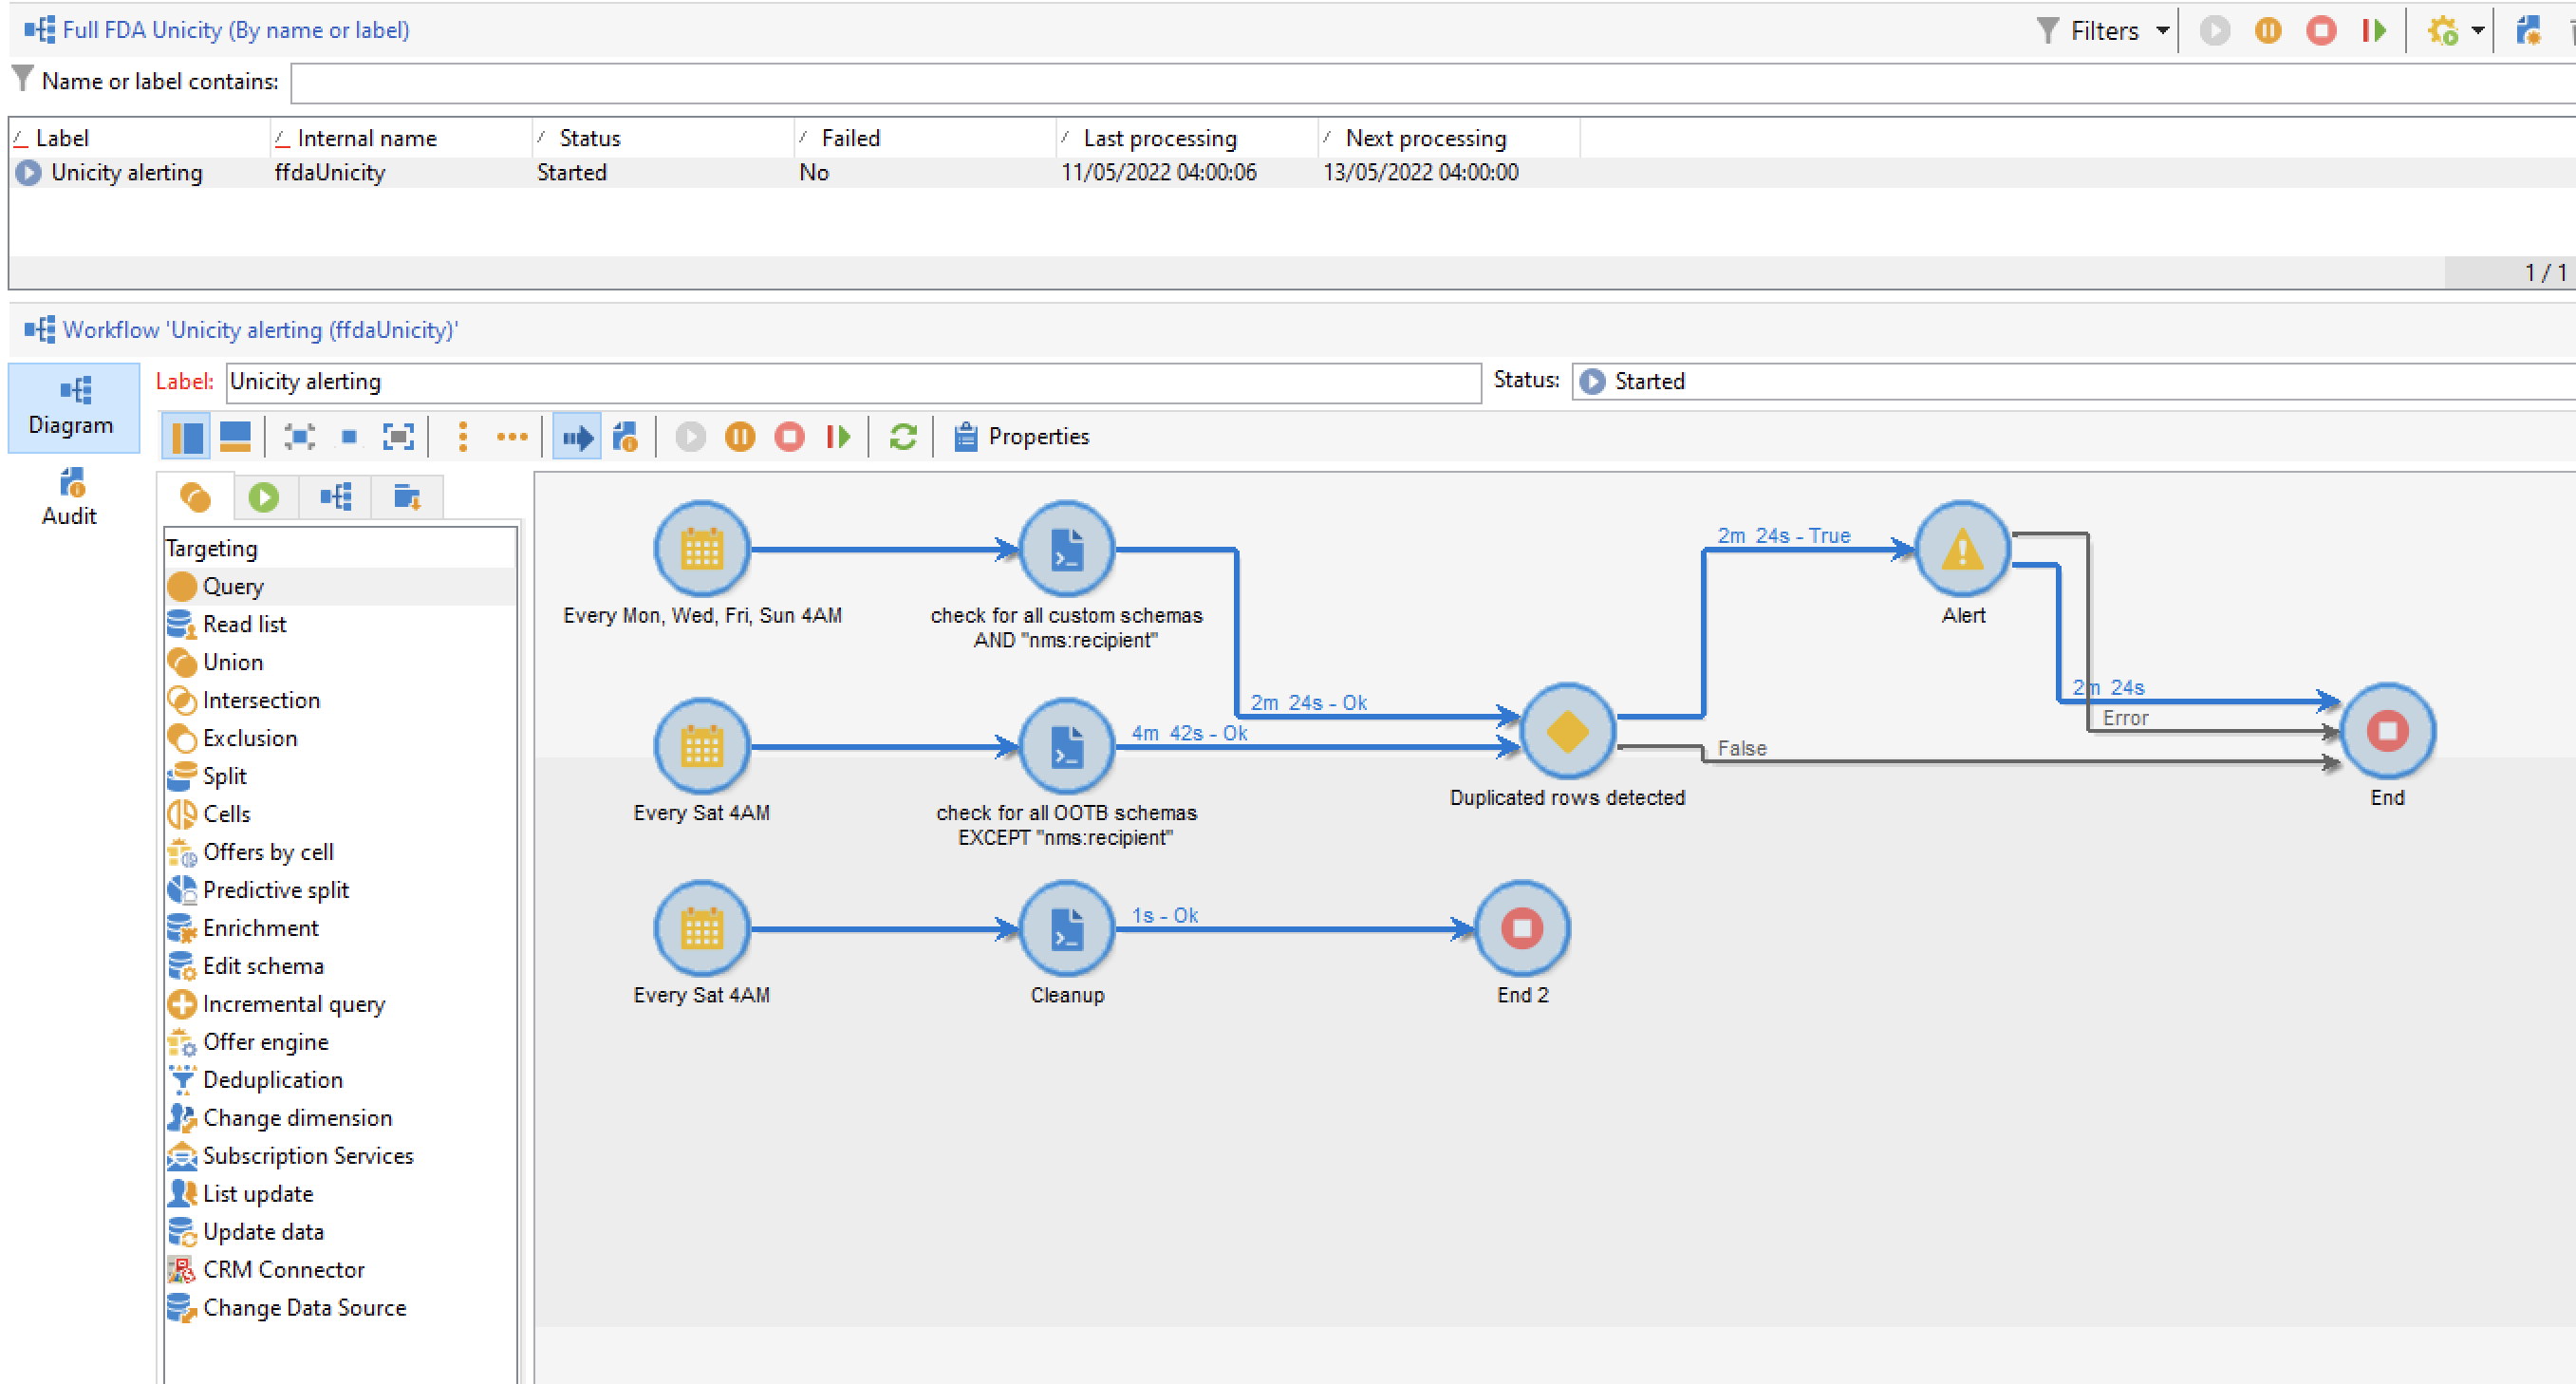 Full FDA Unicity (By name or label)
Filters
Name or label contains:
Label Internal name Status Failed Last processing Next processing
Unicity alerting ffdaUnicity Started No 11/05/2022 04:00:06 13/05/2022 04:00:00
1 / 1
Workflow 'Unicity alerting (ffdaUnicity)'
Diagram
Audit
Label: Unicity alerting Status: Started
Properties
Targeting
Query
Read list
Union
Intersection
Exclusion
Split
Cells
Offers by cell
Predictive split
Enrichment
Edit schema
Incremental query
Offer engine
Deduplication
Change dimension
Subscription Services
List update
Update data
CRM Connector
Change Data Source
Every Mon, Wed, Fri, Sun 4AM
check for all custom schemas
AND "nms:recipient"
2m 24s - True
Alert
2m 24s - Ok
2m 24s
Error
Every Sat 4AM
check for all OOTB schemas
EXCEPT "nms:recipient"
4m 42s - Ok
Duplicated rows detected
False
End
Every Sat 4AM
Cleanup
1s - Ok
End 2